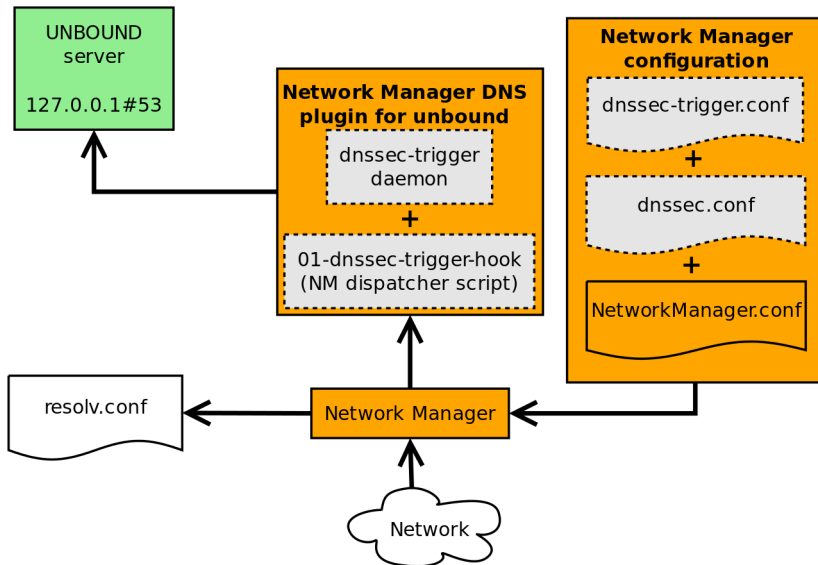 UNBOUND
server
127.0.0.1#53
Network Manager DNS
plugin for unbound
dnssec-trigger
daemon
+
01-dnssec-trigger-hook
(NM dispatcher script)
Network Manager
configuration
dnssec-trigger.conf
+
dnssec.conf
+
NetworkManager.conf
resolv.conf
Network Manager
Network